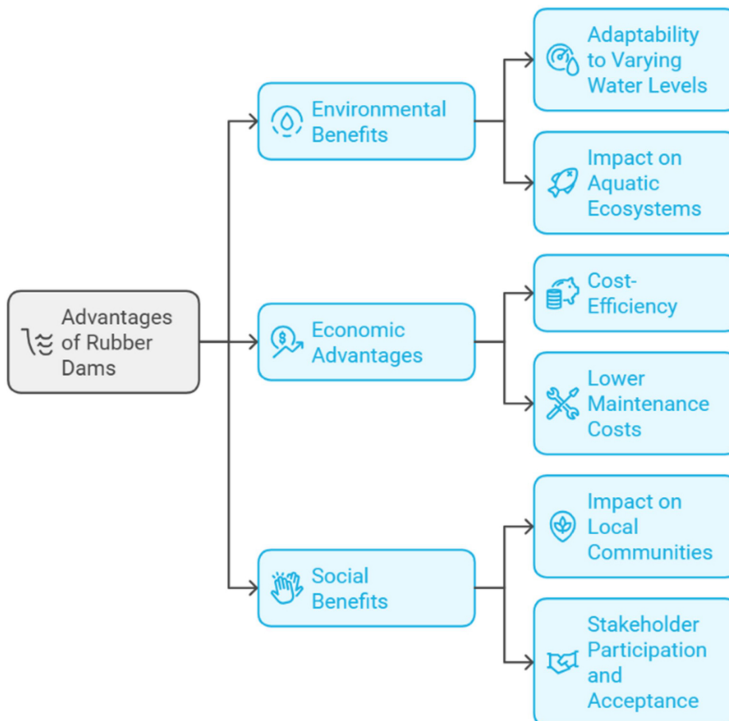 Advantages
of Rubber
Dams
Environmental
Benefits
Adaptability
to Varying
Water Levels
Impact on
Aquatic
Ecosystems
Economic
Advantages
Cost-
Efficiency
Lower
Maintenance
Costs
Social
Benefits
Impact on
Local
Communities
Stakeholder
Participation
and
Acceptance